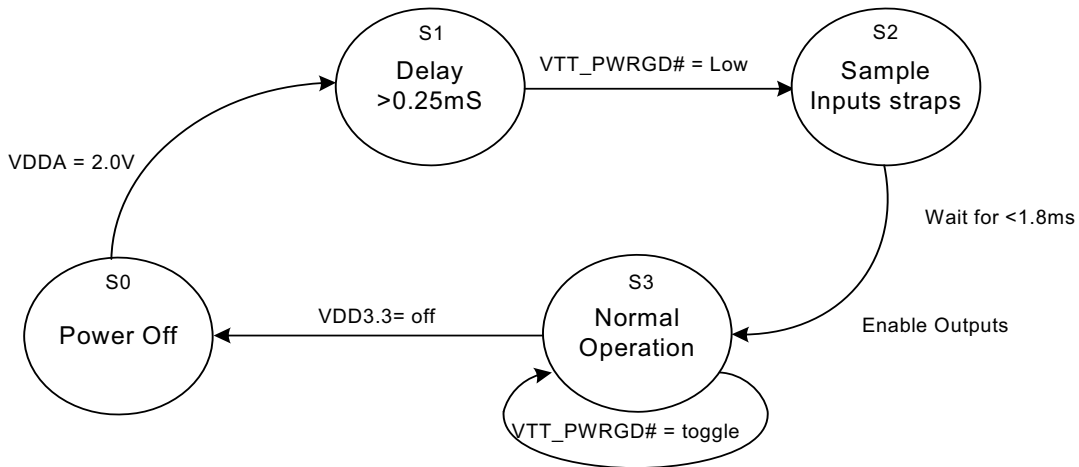 S1
Delay
>0.25mS
VTT_PWRGD# = Low
S2
Sample
Inputs straps
VDDA = 2.0V
Wait for <1.8ms
S0
Power Off
VDD3.3= off
S3
Normal
Operation
Enable Outputs
VTT_PWRGD# = toggle